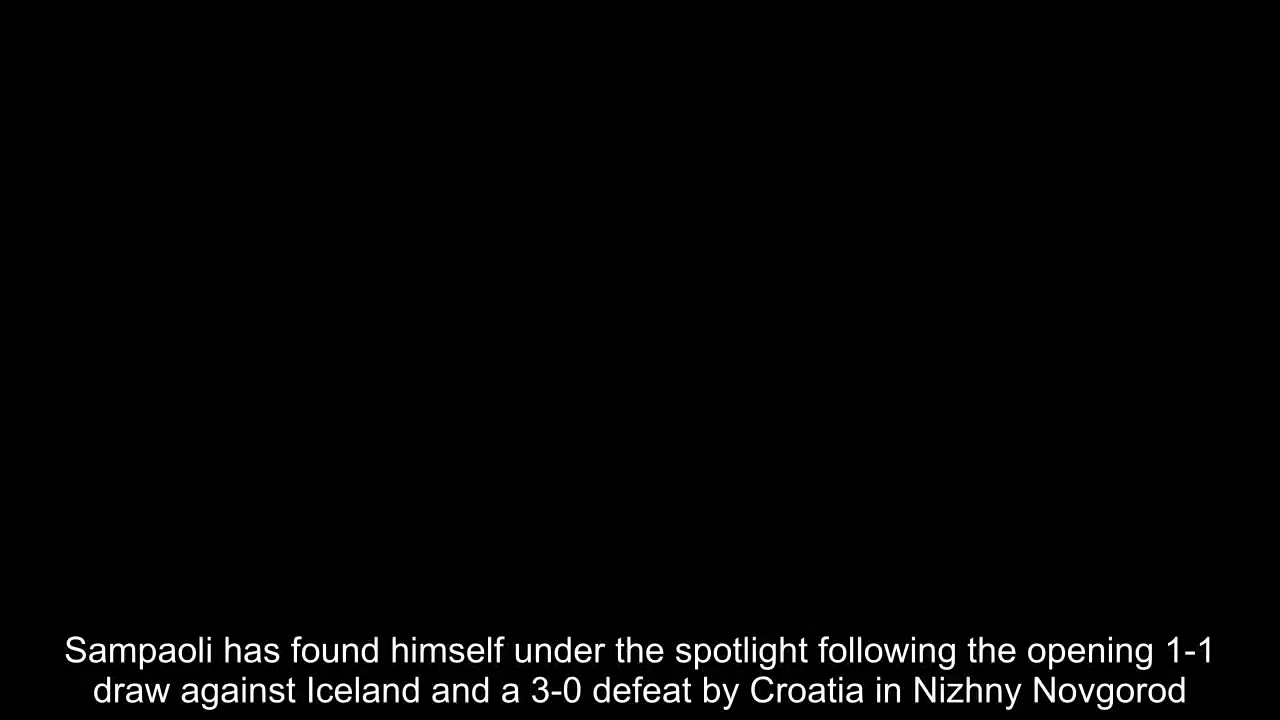 Sampaoli has found himself under the spotlight following the opening 1-1
draw against Iceland and a 3-0 defeat by Croatia in Nizhny Novgorod